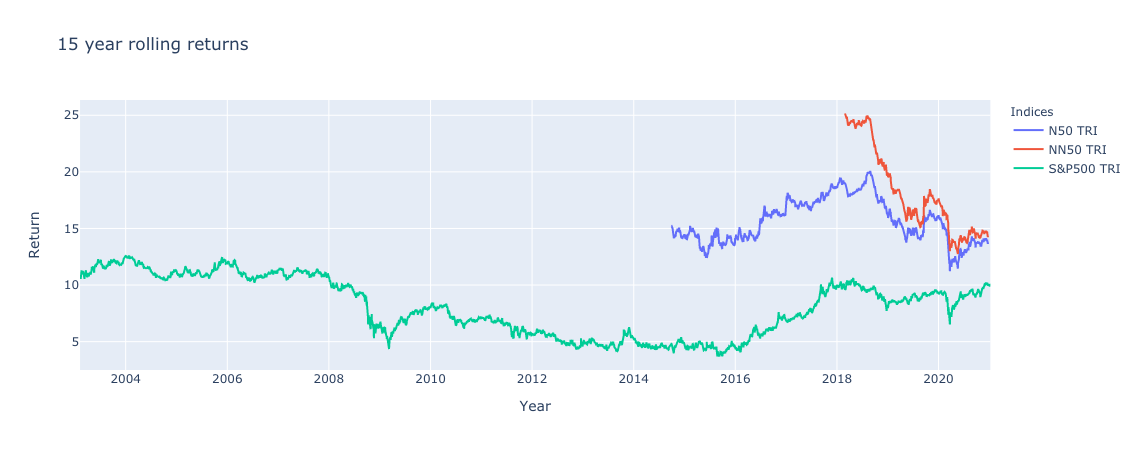 15 year rolling returns
Indices
N50 TRI
NN50 TRI
S&P500 TRI
Return
25
20
15
10
5
2004
2006
2008
2010
2012
2014
2016
2018
2020
Year